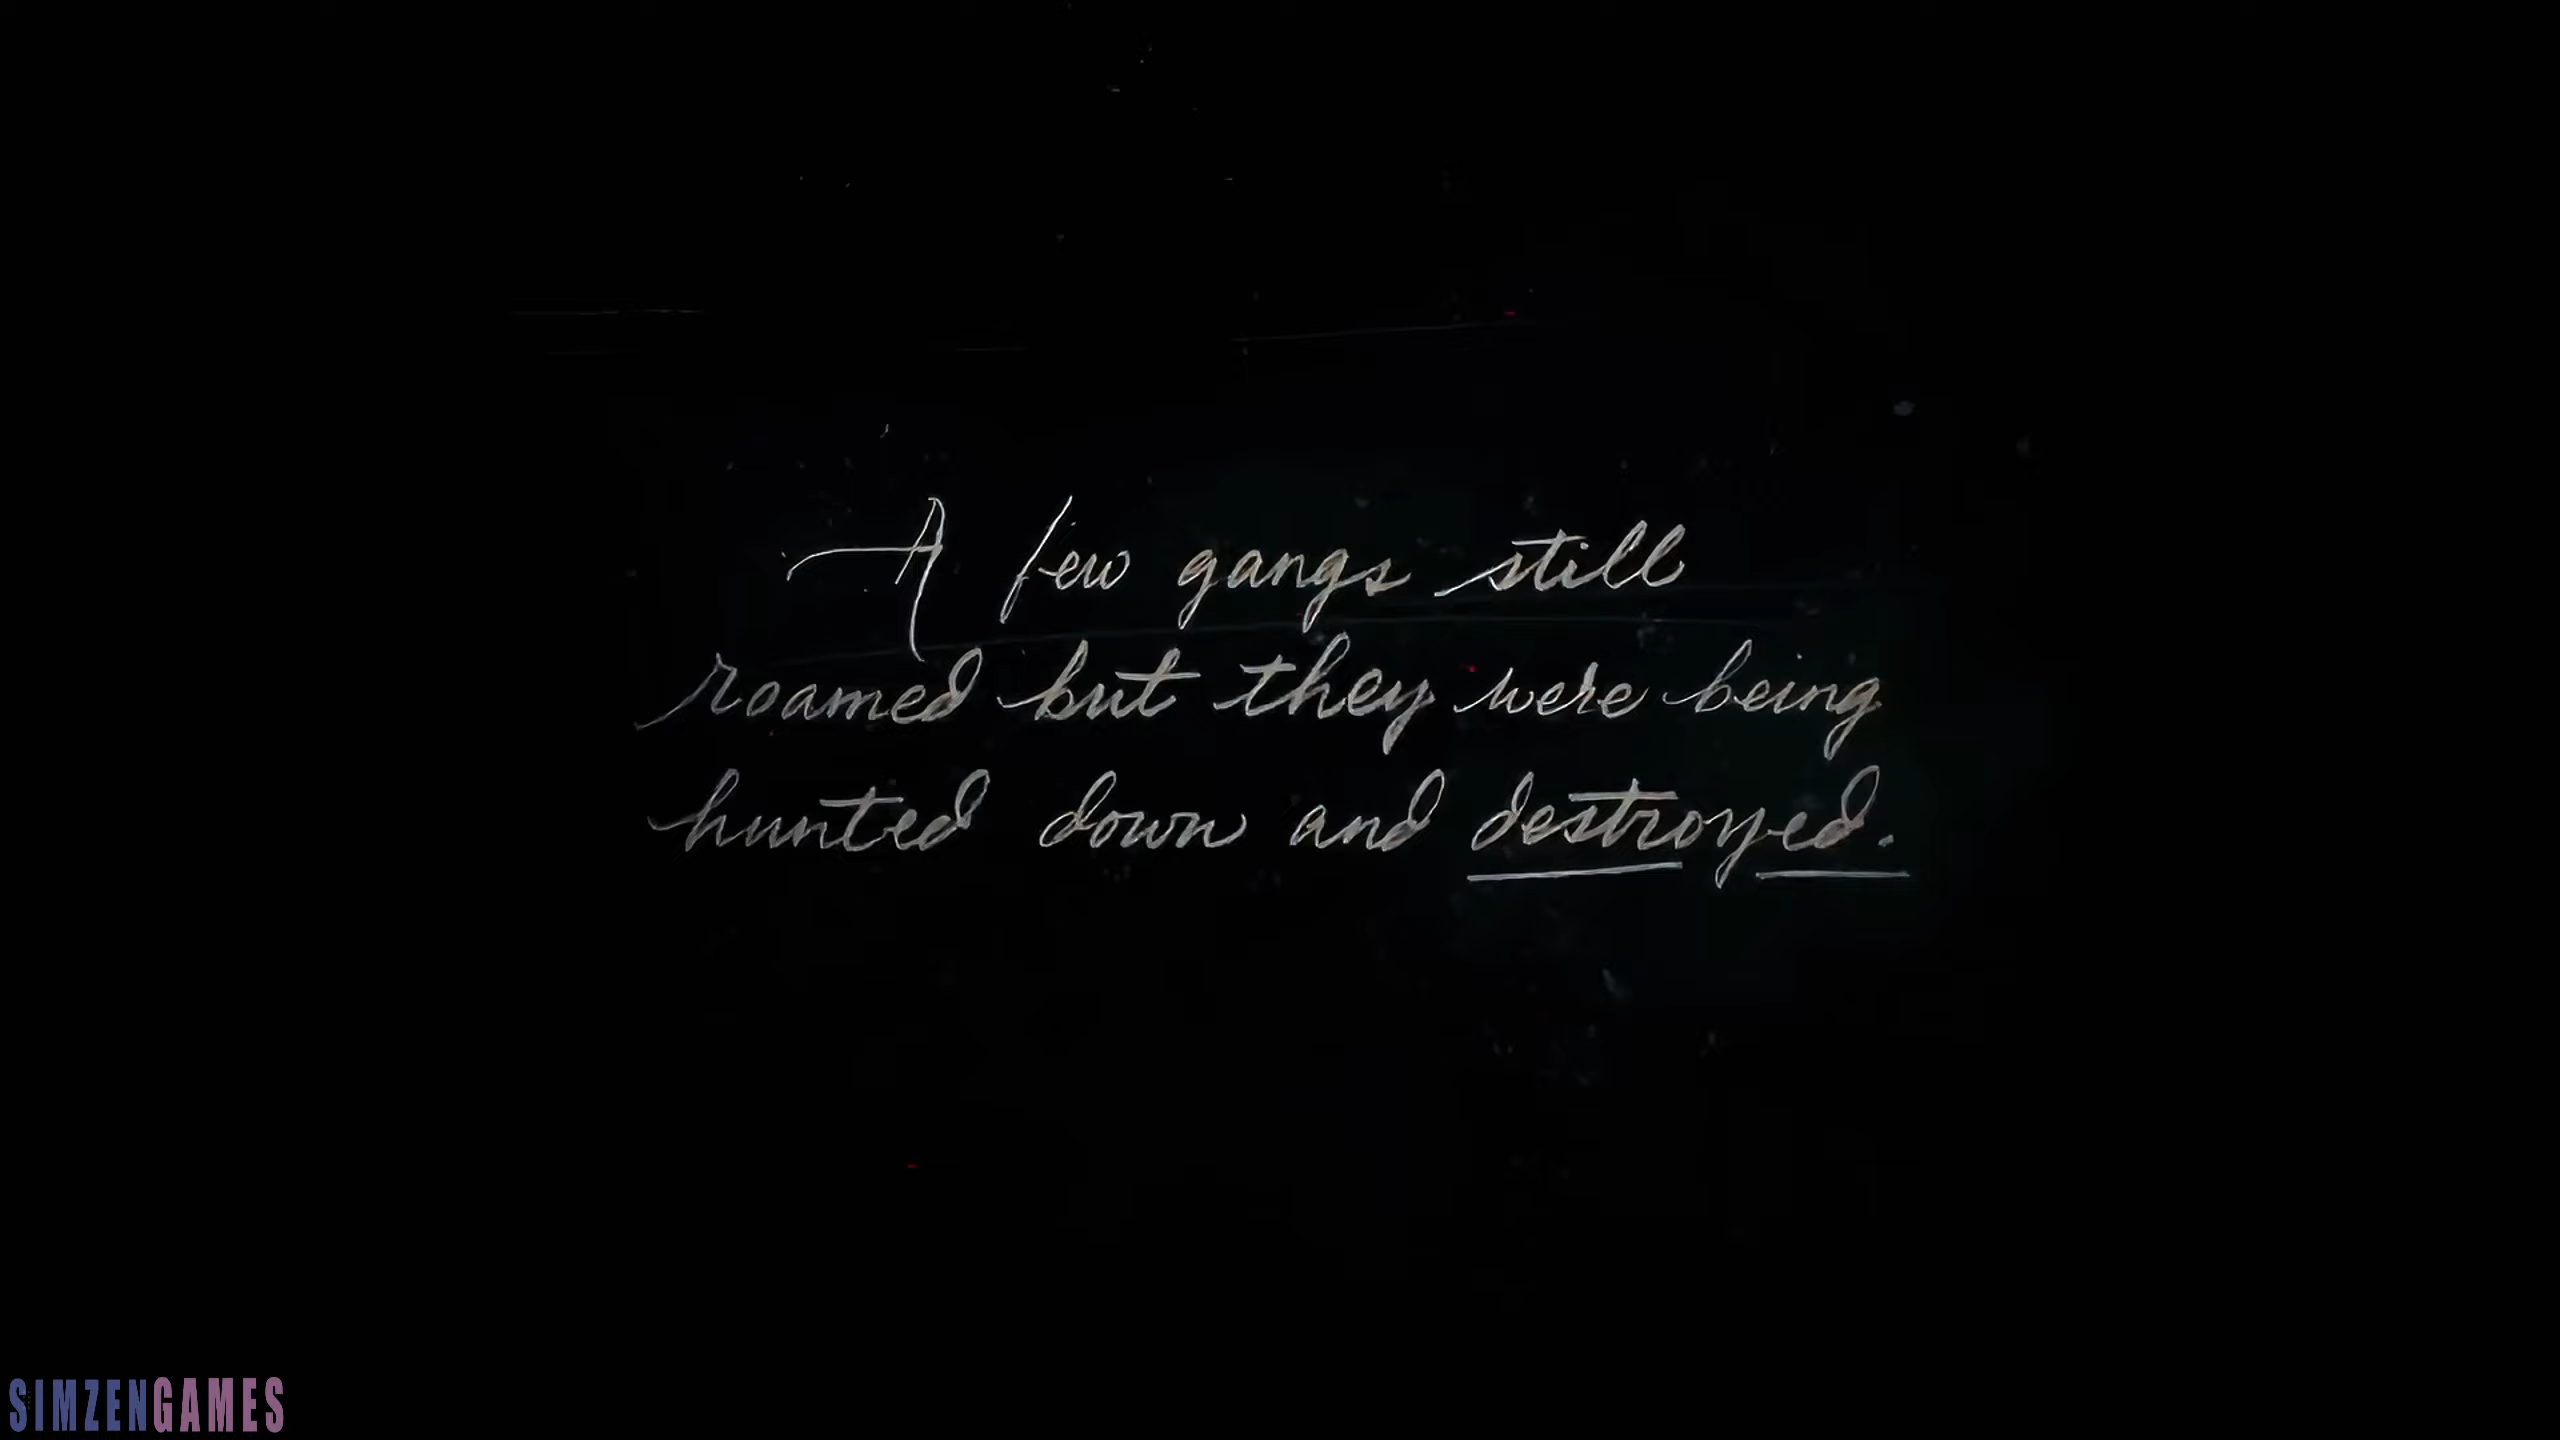 A few gangs still
roamed but they were being
hunted down and destroyed.
SIMZENGAMES